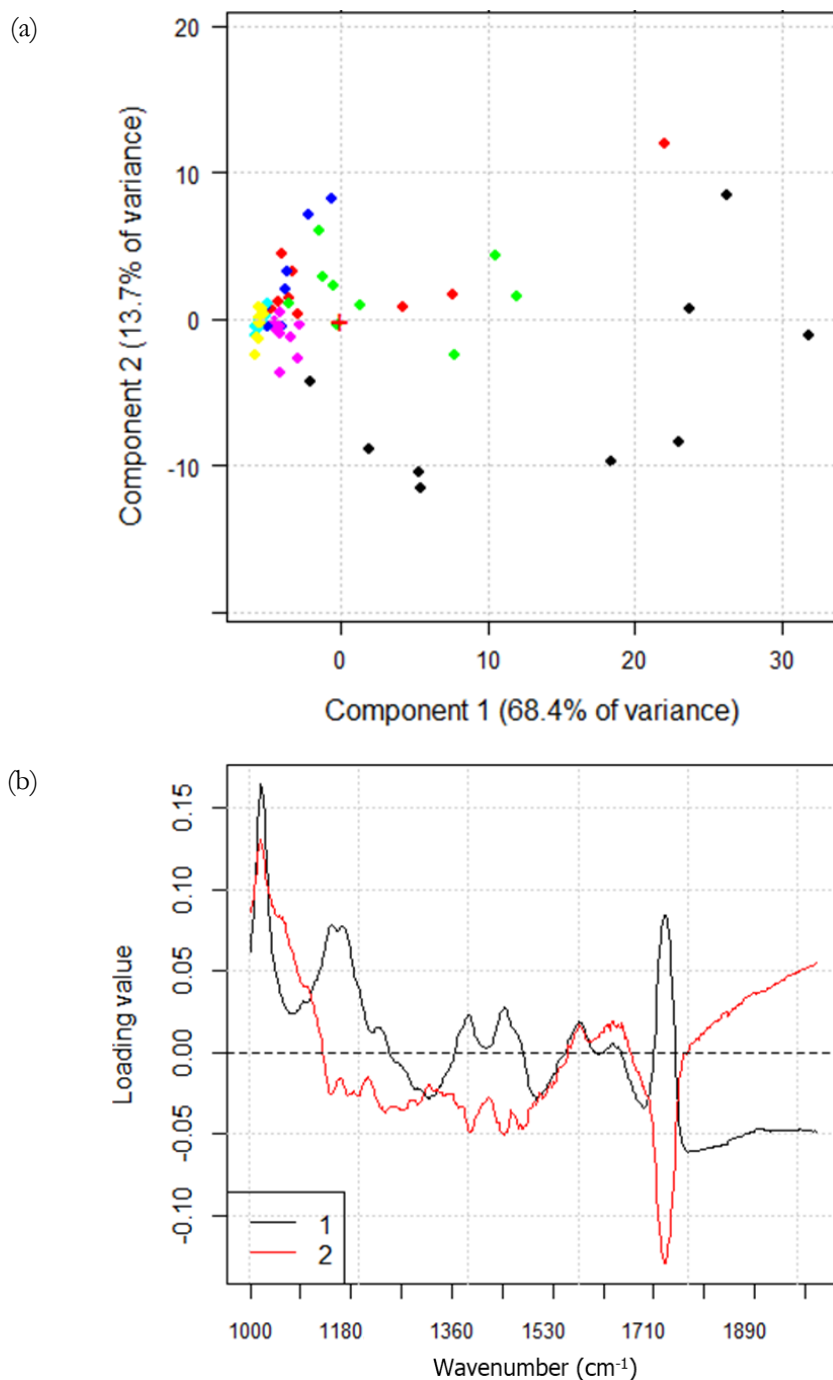 (a)
20
10
0
-10
Component 2 (13.7% of variance)
0 10 20 30
Component 1 (68.4% of variance)
(b)
0.15
0.10
0.05
0.00
-0.05
-0.10
Loading value
1
2
1000 1180 1360 1530 1710 1890
Wavenumber (cm⁻¹)